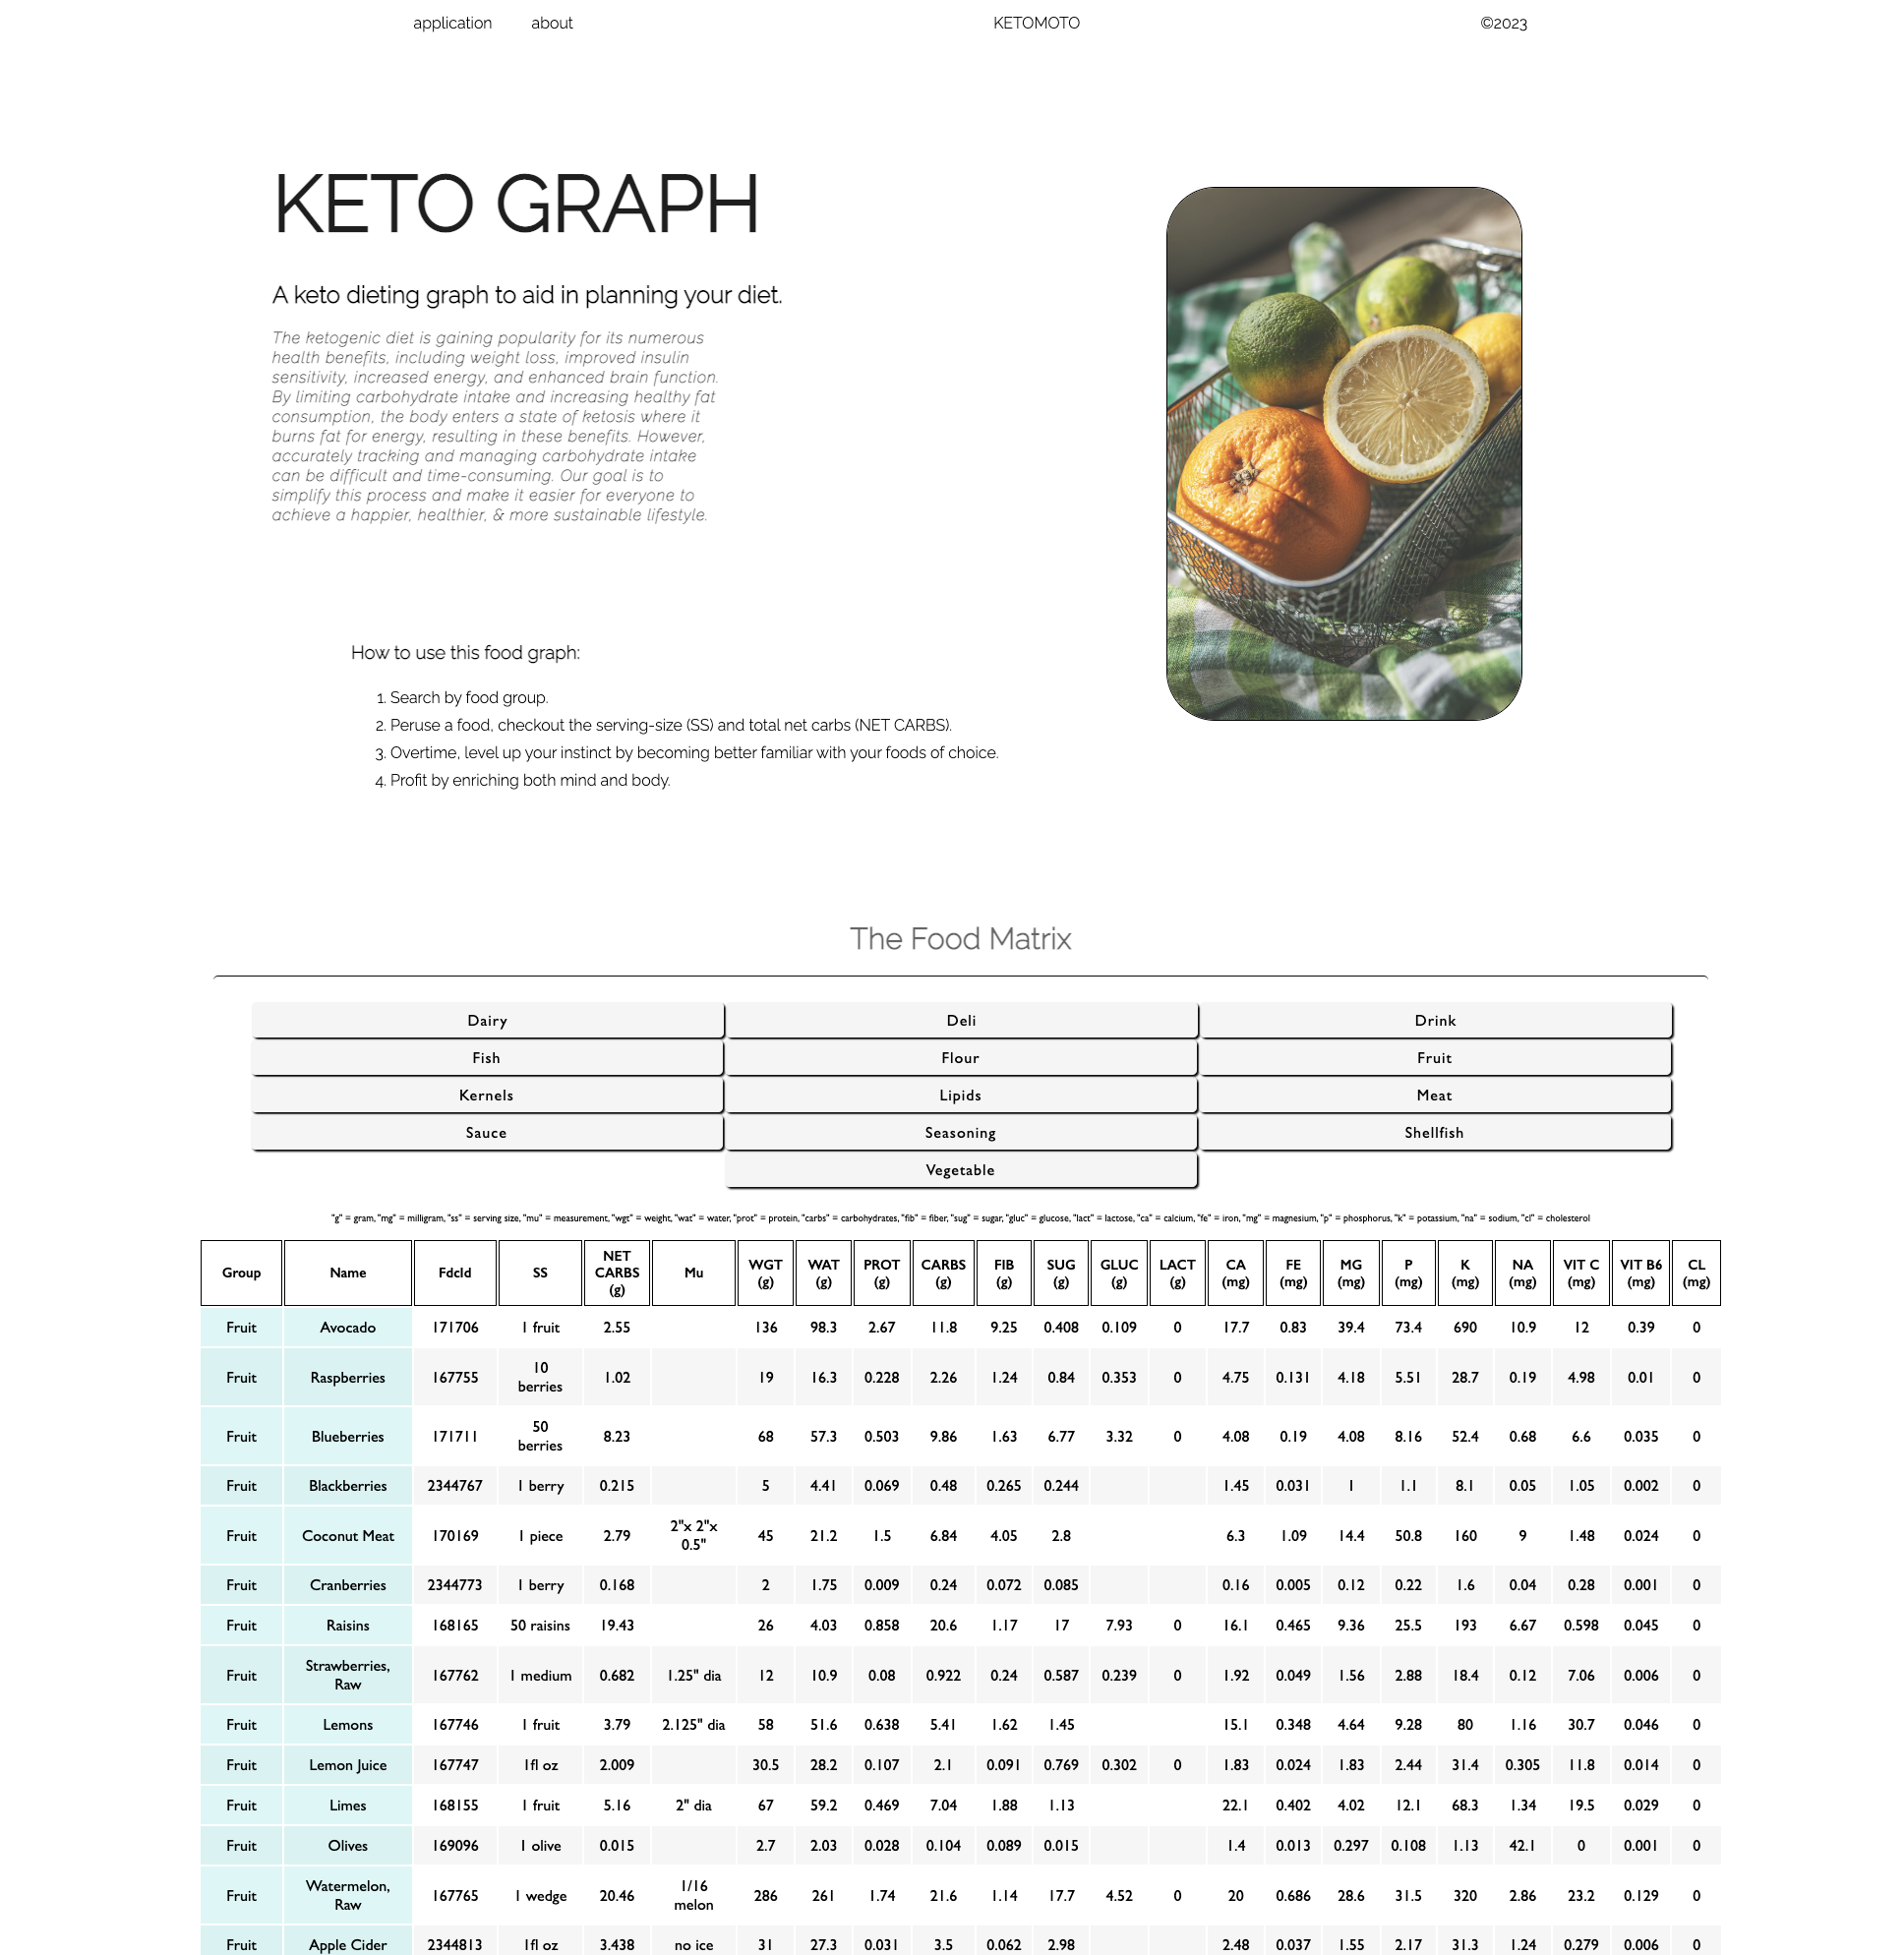 application about KETOMOTO ©2023
KETO GRAPH
A keto dieting graph to aid in planning your diet.
The ketogenic diet is gaining popularity for its numerous
health benefits, including weight loss, improved insulin
sensitivity, increased energy, and enhanced brain function.
By limiting carbohydrate intake and increasing healthy fat
consumption, the body enters a state of ketosis where it
burns fat for energy, resulting in these benefits. However,
accurately tracking and managing carbohydrate intake
can be difficult and time-consuming. Our goal is to
simplify this process and make it easier for everyone to
achieve a happier, healthier, & more sustainable lifestyle.
How to use this food graph:
1. Search by food group.
2. Peruse a food, checkout the serving-size (SS) and total net carbs (NET CARBS).
3. Overtime, level up your instinct by becoming better familiar with your foods of choice.
4. Profit by enriching both mind and body.
The Food Matrix
Dairy Deli Drink
Fish Flour Fruit
Kernels Lipids Meat
Sauce Seasoning Shellfish
Vegetable
"g" = gram, "mg" = milligram, "ss" = serving size, "mu" = measurement, "wgt" = weight, "wat" = water, "prot" = protein, "carbs" = carbohydrates, "fib" = fiber, "sug" = sugar, "gluc" = glucose, "lact" = lactose, "ca" = calcium, "fe" = iron, "mg" = magnesium, "p" = phosphorus, "k" = potassium, "na" = sodium, "cl" = cholesterol
Group Name FdcId SS NET CARBS (g) Mu WGT (g) WAT (g) PROT (g) CARBS (g) FIB (g) SUG (g) GLUC (g) LACT (g) CA (mg) FE (mg) MG (mg) P (mg) K (mg) NA (mg) VIT C (mg) VIT B6 (mg) CL (mg)
Fruit Avocado 171706 1 fruit 2.55 136 98.3 2.67 11.8 9.25 0.408 0.109 0 17.7 0.83 39.4 73.4 690 10.9 12 0.39 0
Fruit Raspberries 167755 10 berries 1.02 19 16.3 0.228 2.26 1.24 0.84 0.353 0 4.75 0.131 4.18 5.51 28.7 0.19 4.98 0.01 0
Fruit Blueberries 171711 50 berries 8.23 68 57.3 0.503 9.86 1.63 6.77 3.32 0 4.08 0.19 4.08 8.16 52.4 0.68 6.6 0.035 0
Fruit Blackberries 2344767 1 berry 0.215 5 4.41 0.069 0.48 0.265 0.244 1.45 0.031 1 1.1 8.1 0.05 1.05 0.002 0
Fruit Coconut Meat 170169 1 piece 2.79 2"x 2"x 0.5" 45 21.2 1.5 6.84 4.05 2.8 6.3 1.09 14.4 50.8 160 9 1.48 0.024 0
Fruit Cranberries 2344773 1 berry 0.168 2 1.75 0.009 0.24 0.072 0.085 0.16 0.005 0.12 0.22 1.6 0.04 0.28 0.001 0
Fruit Raisins 168165 50 raisins 19.43 26 4.03 0.858 20.6 1.17 17 7.93 0 16.1 0.465 9.36 25.5 193 6.67 0.598 0.045 0
Fruit Strawberries, Raw 167762 1 medium 0.682 1.25" dia 12 10.9 0.08 0.922 0.24 0.587 0.239 0 1.92 0.049 1.56 2.88 18.4 0.12 7.06 0.006 0
Fruit Lemons 167746 1 fruit 3.79 2.125" dia 58 51.6 0.638 5.41 1.62 1.45 15.1 0.348 4.64 9.28 80 1.16 30.7 0.046 0
Fruit Lemon Juice 167747 1fl oz 2.009 30.5 28.2 0.107 2.1 0.091 0.769 0.302 0 1.83 0.024 1.83 2.44 31.4 0.305 11.8 0.014 0
Fruit Limes 168155 1 fruit 5.16 2" dia 67 59.2 0.469 7.04 1.88 1.13 22.1 0.402 4.02 12.1 68.3 1.34 19.5 0.029 0
Fruit Olives 169096 1 olive 0.015 2.7 2.03 0.028 0.104 0.089 0.015 1.4 0.013 0.297 0.108 1.13 42.1 0 0.001 0
Fruit Watermelon, Raw 167765 1 wedge 20.46 1/16 melon 286 261 1.74 21.6 1.14 17.7 4.52 0 20 0.686 28.6 31.5 320 2.86 23.2 0.129 0
Fruit Apple Cider 2344813 1fl oz 3.438 no ice 31 27.3 0.031 3.5 0.062 2.98 2.48 0.037 1.55 2.17 31.3 1.24 0.279 0.006 0